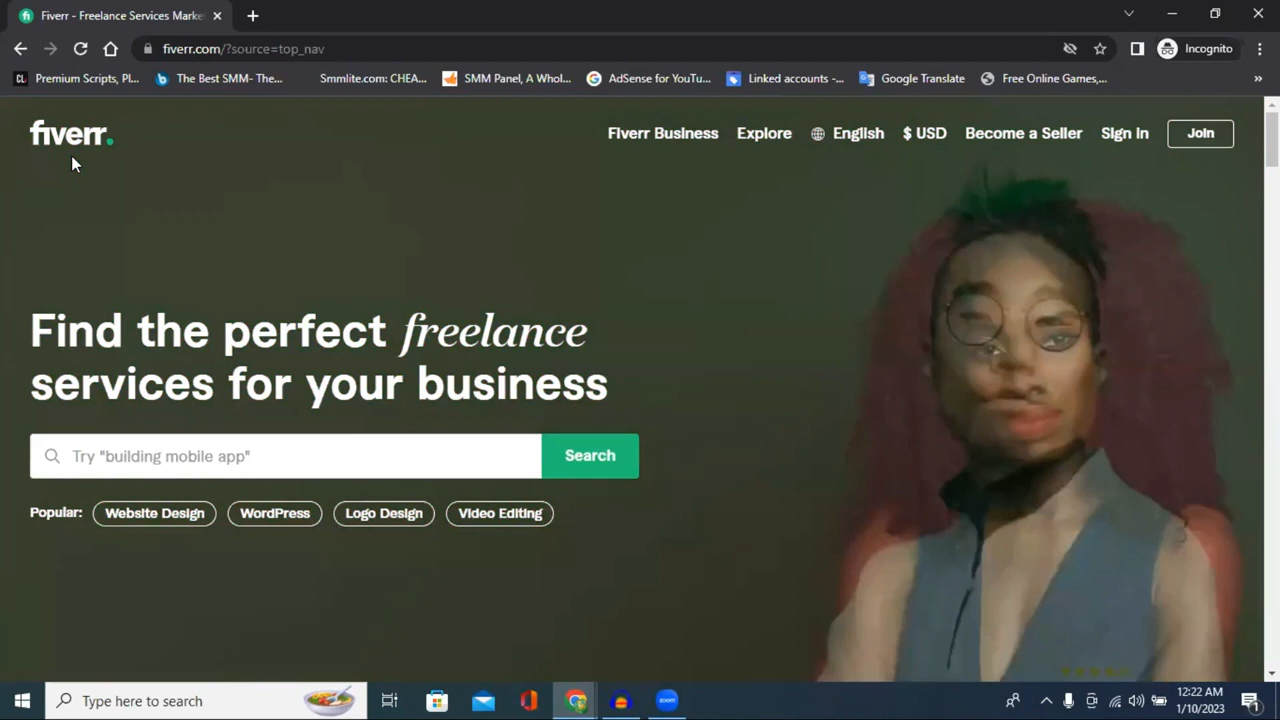 Fiverr - Freelance Services Marke
fiverr.com/?source=top_nav
Incognito
CL Premium Scripts, Pl...
The Best SMM- The...
Smmlite.com: CHEA...
SMM Panel, A Whol...
AdSense for YouTu...
Linked accounts -...
Google Translate
Free Online Games,...
»
fiverr.
Fiverr Business
Explore
English
$ USD
Become a Seller
Sign In
Join
Find the perfect freelance
services for your business
Try "building mobile app"
Search
Popular:
Website Design
WordPress
Logo Design
Video Editing
Type here to search
zoom
12:22 AM
1/10/2023
1